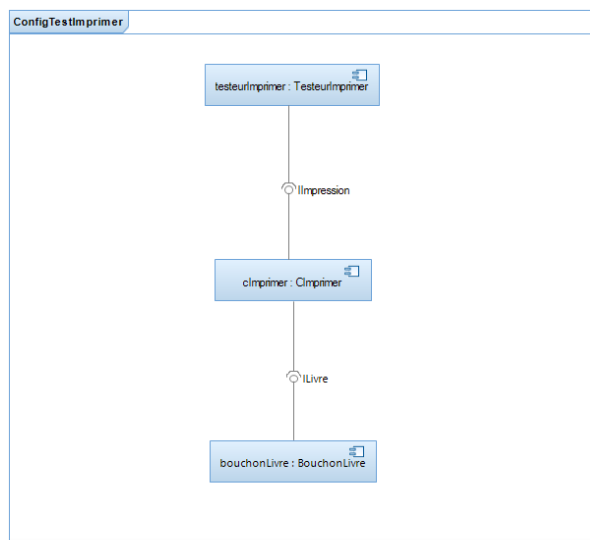 ConfigTestImprimer
testeurImprimer : TesteurImprimer
IImpression
cImprimer : CImprimer
ILivre
bouchonLivre : BouchonLivre